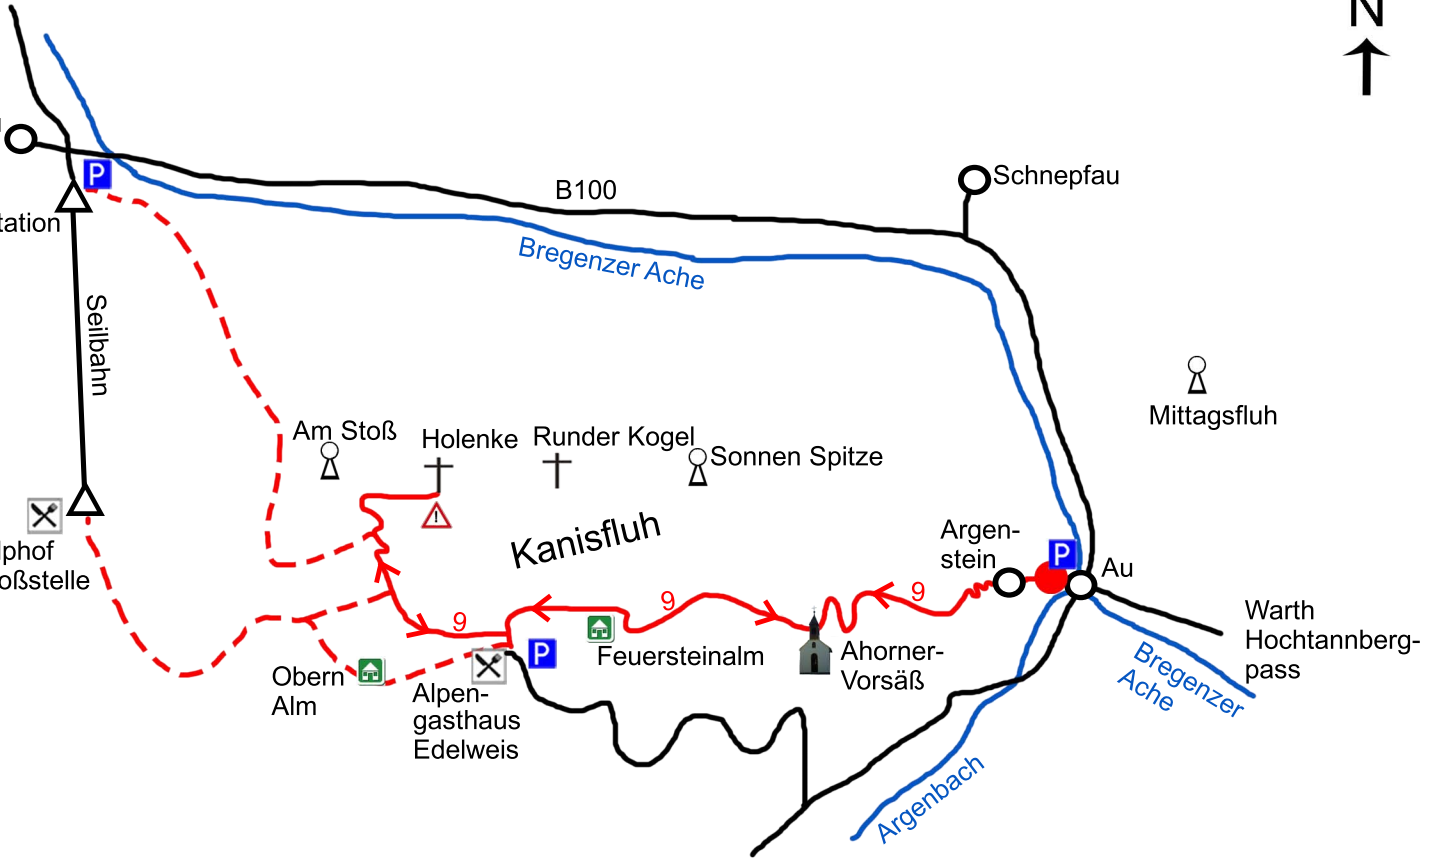 N
P
Schnepfau
B100
tation
Bregenzer Ache
Seilbahn
Mittagsfluh
Am Stoß
Holenke
Runder Kogel
Sonnen Spitze
!
Kanisfluh
lphof
oßstelle
Argen-
stein
P
Au
9
9
9
Warth
Hochtannberg-
pass
Feuersteinalm
P
Ahorner-
Vorsäß
Obern
Alm
Alpen-
gasthaus
Edelweis
Bregenzer
Ache
Argenbach